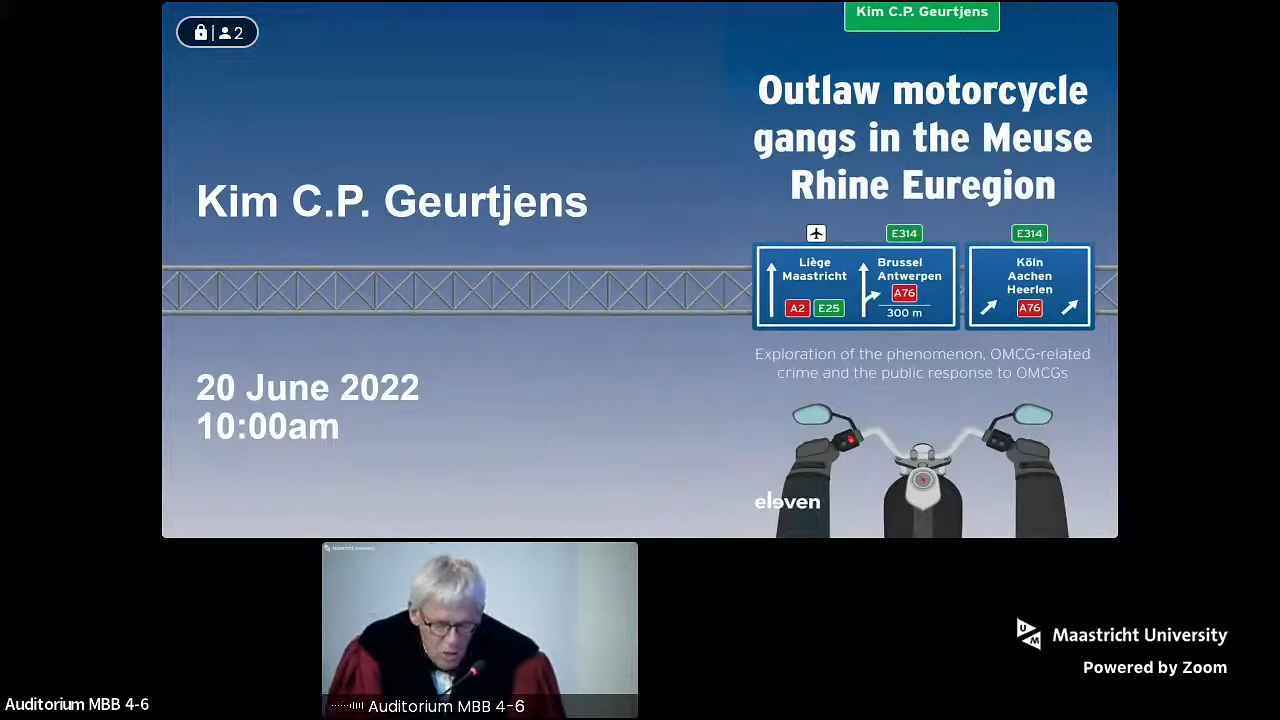 2
Kim C.P. Geurtjens
Outlaw motorcycle
gangs in the Meuse
Rhine Euregion
Kim C.P. Geurtjens
20 June 2022
10:00am
E314
E314
Liège
Maastricht
A2 E25
Brussel
Antwerpen
A76
300 m
Köln
Aachen
Heerlen
A76
Exploration of the phenomenon, OMCG-related
crime and the public response to OMCGs
eleven
Maastricht University
Auditorium MBB 4-6
UM
Maastricht University
Powered by Zoom
Auditorium MBB 4-6